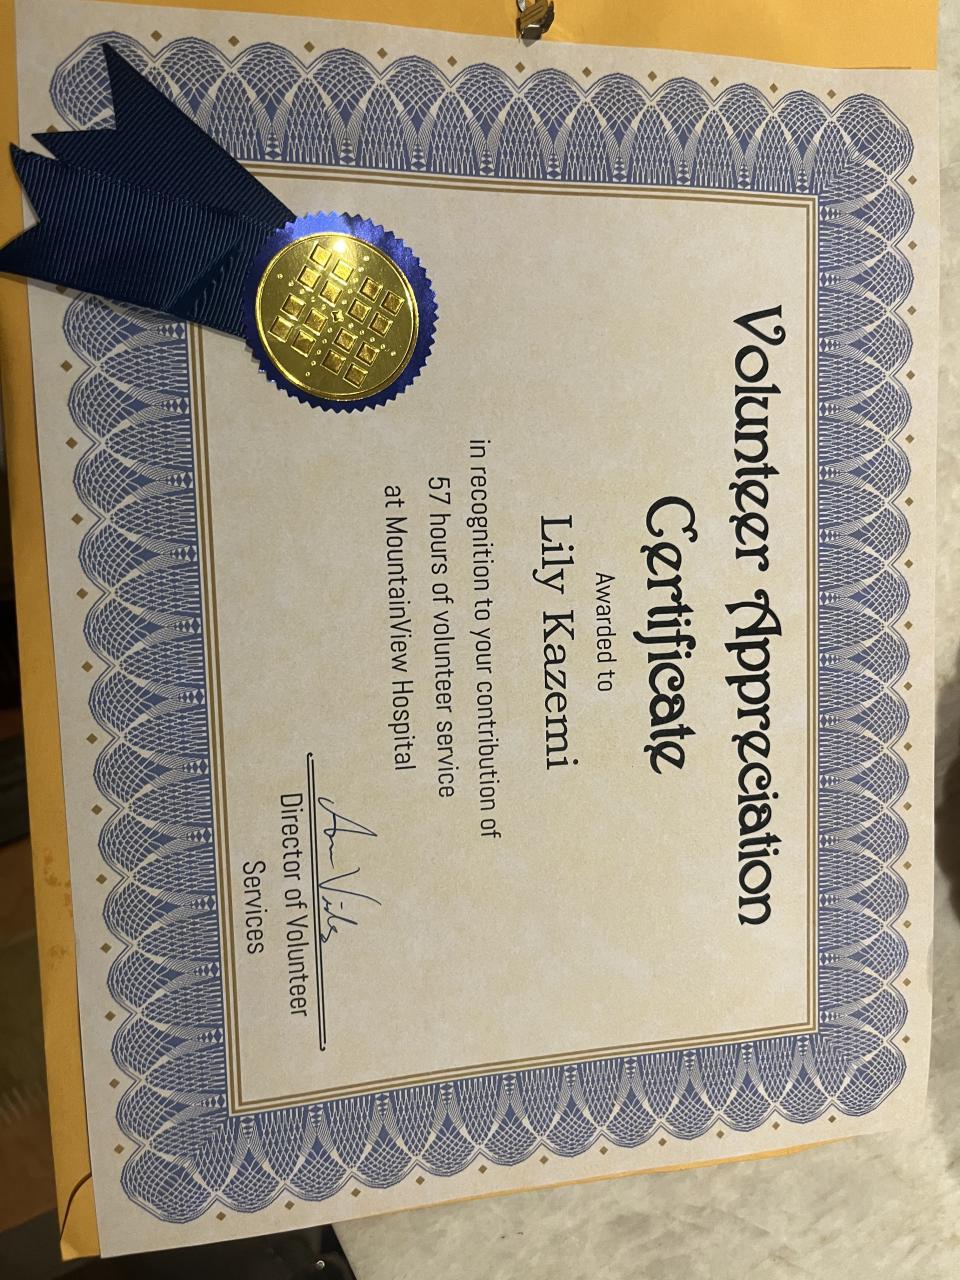 Volunteer Appreciation
Certificate
Awarded to
Lily Kazemi
in recognition to your contribution of
57 hours of volunteer service
at MountainView Hospital
Director of Volunteer
Services